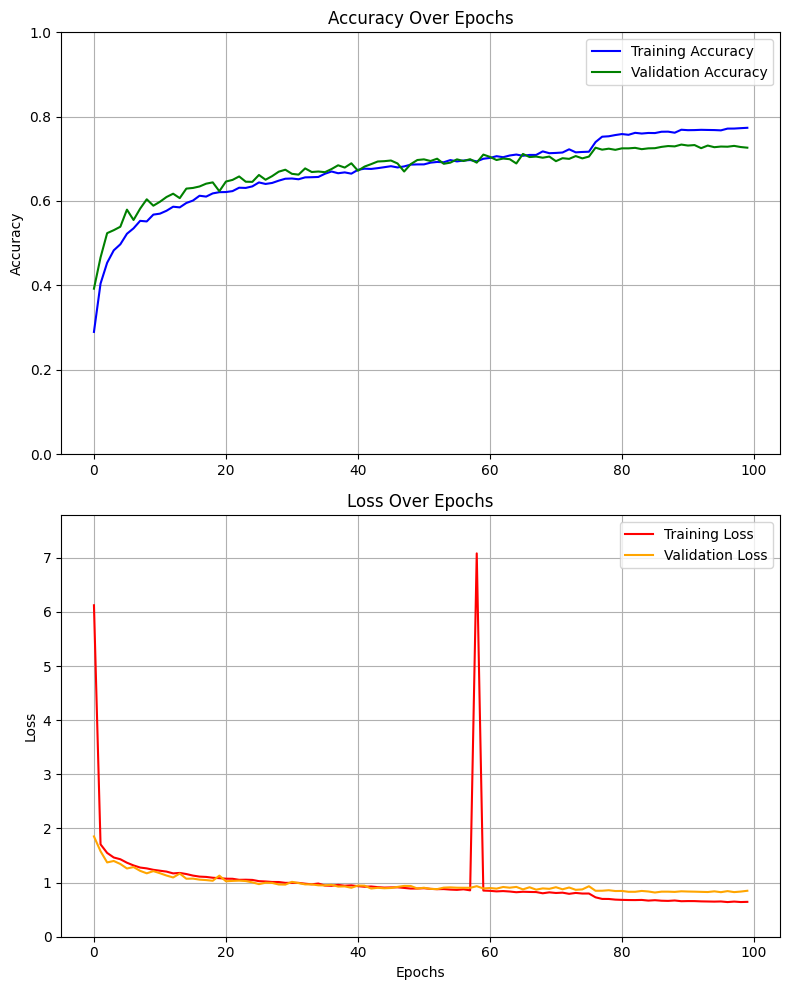 Accuracy Over Epochs
1.0
0.8
0.6
0.4
0.2
0.0
Accuracy
Training Accuracy
Validation Accuracy
0 20 40 60 80 100
Loss Over Epochs
7
6
5
4
3
2
1
0
Loss
Training Loss
Validation Loss
0 20 40 60 80 100
Epochs